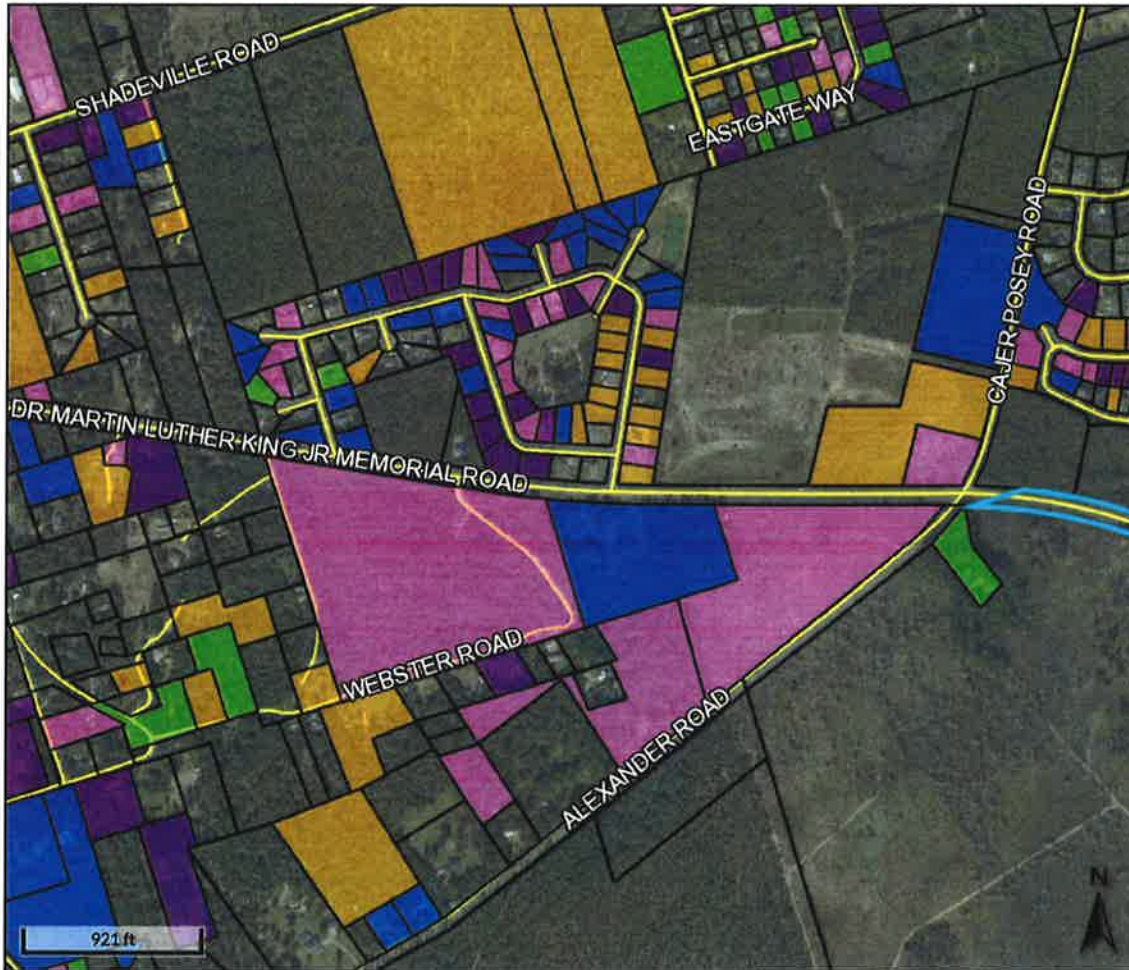 SHADEVILLE ROAD
EASTGATE WAY
CAJER POSEY ROAD
DR MARTIN LUTHER KING JR MEMORIAL ROAD
WEBSTER ROAD
ALEXANDER ROAD
N
921 ft